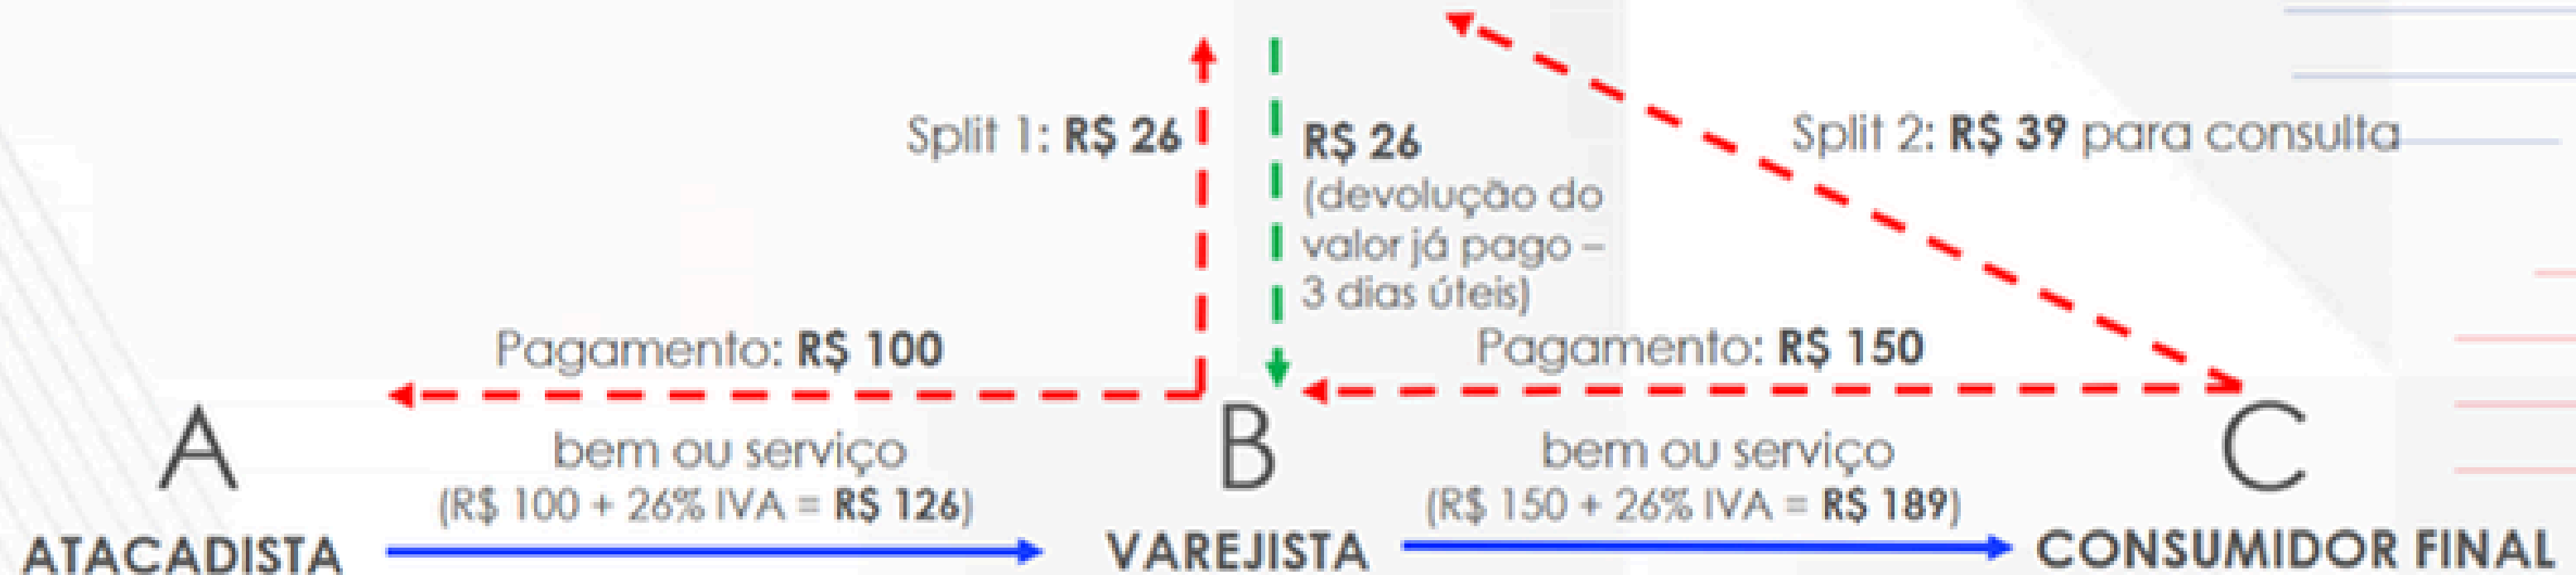 Split 1: R$ 26
R$ 26
(devolução do
valor já pago –
3 dias úteis)
Split 2: R$ 39 para consulta
Pagamento: R$ 100
Pagamento: R$ 150
A
bem ou serviço
(R$ 100 + 26% IVA = R$ 126)
B
bem ou serviço
(R$ 150 + 26% IVA = R$ 189)
C
ATACADISTA
VAREJISTA
CONSUMIDOR FINAL